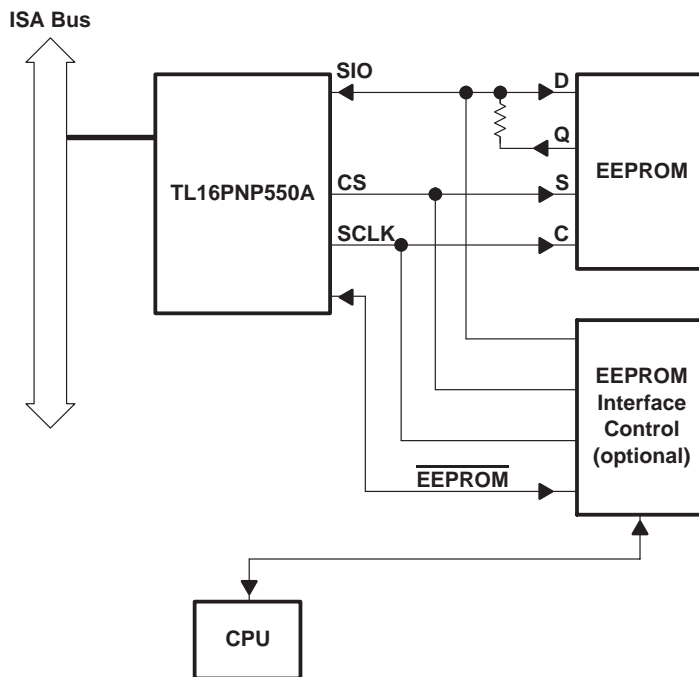 ISA Bus
SIO
D
Q
TL16PNP550A
EEPROM
CS
S
SCLK
C
EEPROM
Interface
Control
(optional)
EEPROM
CPU